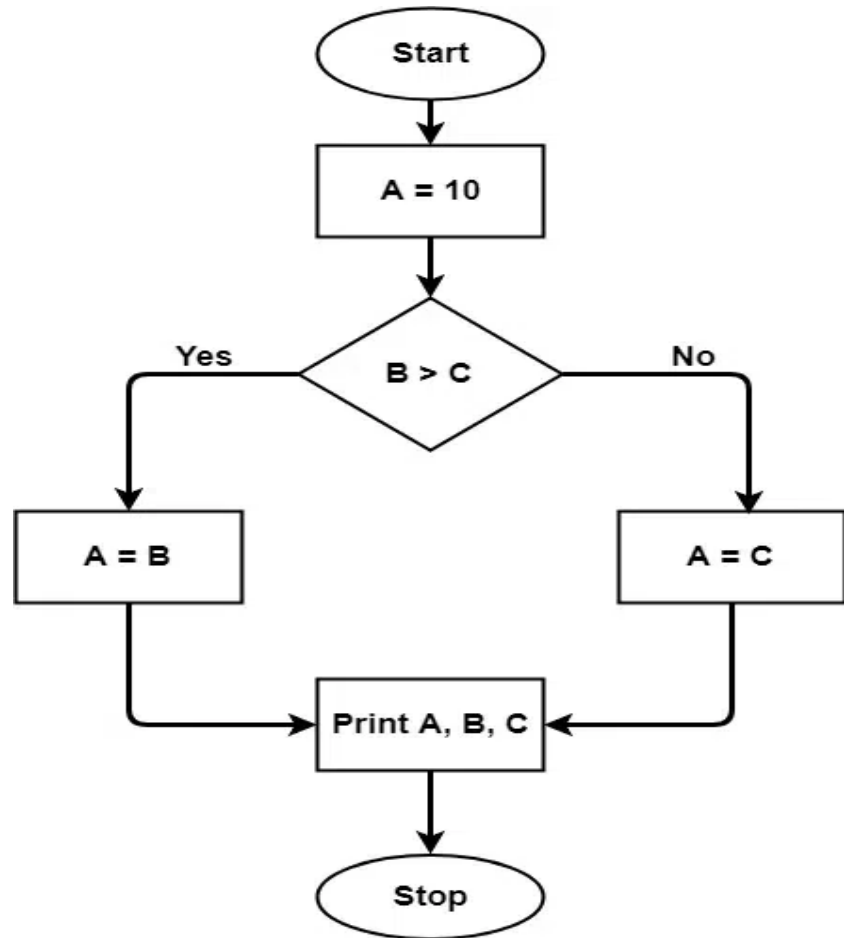 Start
A = 10
B > C
Yes
No
A = B
A = C
Print A, B, C
Stop